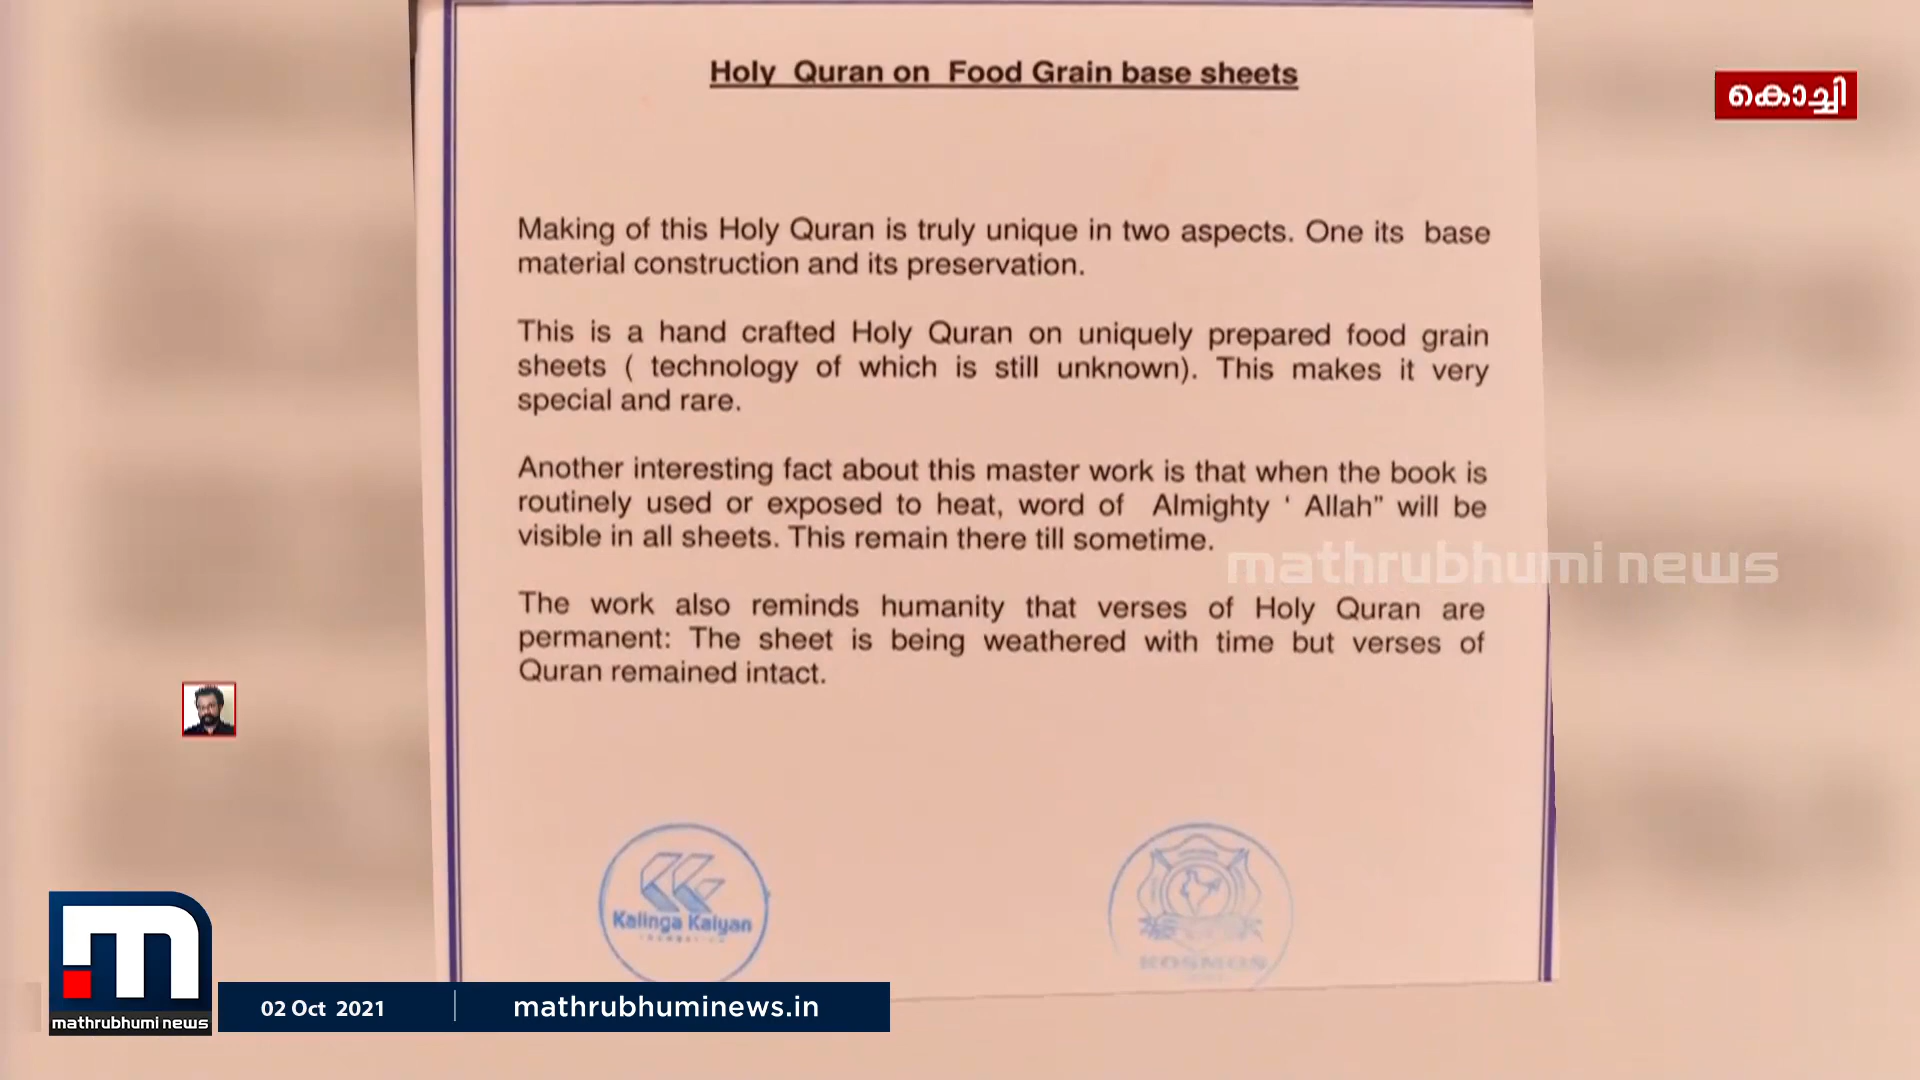 Holy Quran on Food Grain base sheets
കൊച്ചി
Making of this Holy Quran is truly unique in two aspects. One its base
material construction and its preservation.
This is a hand crafted Holy Quran on uniquely prepared food grain
sheets ( technology of which is still unknown). This makes it very
special and rare.
Another interesting fact about this master work is that when the book is
routinely used or exposed to heat, word of Almighty ‘ Allah” will be
visible in all sheets. This remain there till sometime.
mathrubhumi news
The work also reminds humanity that verses of Holy Quran are
permanent: The sheet is being weathered with time but verses of
Quran remained intact.
Kalinga Kalyan
KOSMOS
mathrubhumi news
02 Oct 2021
mathrubhuminews.in